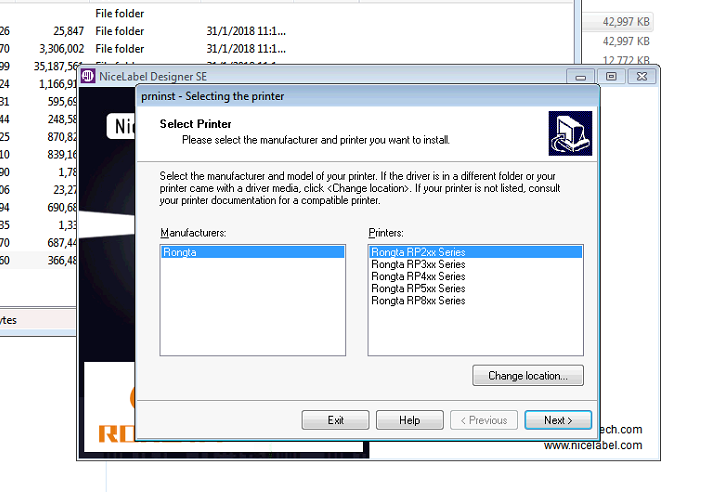 File folder
26 25,847 File folder 31/1/2018 11:1...
70 3,306,002 File folder 31/1/2018 11:1...
99 35,187,561
24 1,166,91
31 595,69
44 248,58
25 870,82
10 839,16
90 1,78
06 23,27
94 690,68
35 1,33
70 687,44
60 366,48
ytes
42,997 KB
42,997 KB
12,772 KB
NiceLabel Designer SE
Ni
prninst - Selecting the printer
Select Printer
Please select the manufacturer and printer you want to install.
Select the manufacturer and model of your printer. If the driver is in a different folder or your
printer came with a driver media, click <Change location>. If your printer is not listed, consult
your printer documentation for a compatible printer.
Manufacturers:
Rongta
Printers:
Rongta RP2xx Series
Rongta RP3xx Series
Rongta RP4xx Series
Rongta RP5xx Series
Rongta RP8xx Series
Change location...
Exit
Help
< Previous
Next >
ech.com
www.nicelabel.com